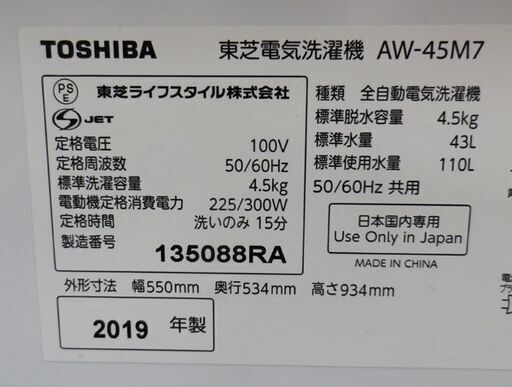 TOSHIBA 東芝電気洗濯機 AW-45M7
PSE 東芝ライフスタイル株式会社
S JET
定格電圧 100V
定格周波数 50/60Hz
標準洗濯容量 4.5kg
電動機定格消費電力 225/300W
定格時間 洗いのみ 15分
製造番号 135088RA
種類 全自動電気洗濯機
標準脱水容量 4.5kg
標準水量 43L
標準使用水量 110L
50/60Hz 共用
日本国内専用
Use Only in Japan
MADE IN CHINA
外形寸法 幅550mm 奥行534mm 高さ934mm
2019 年製